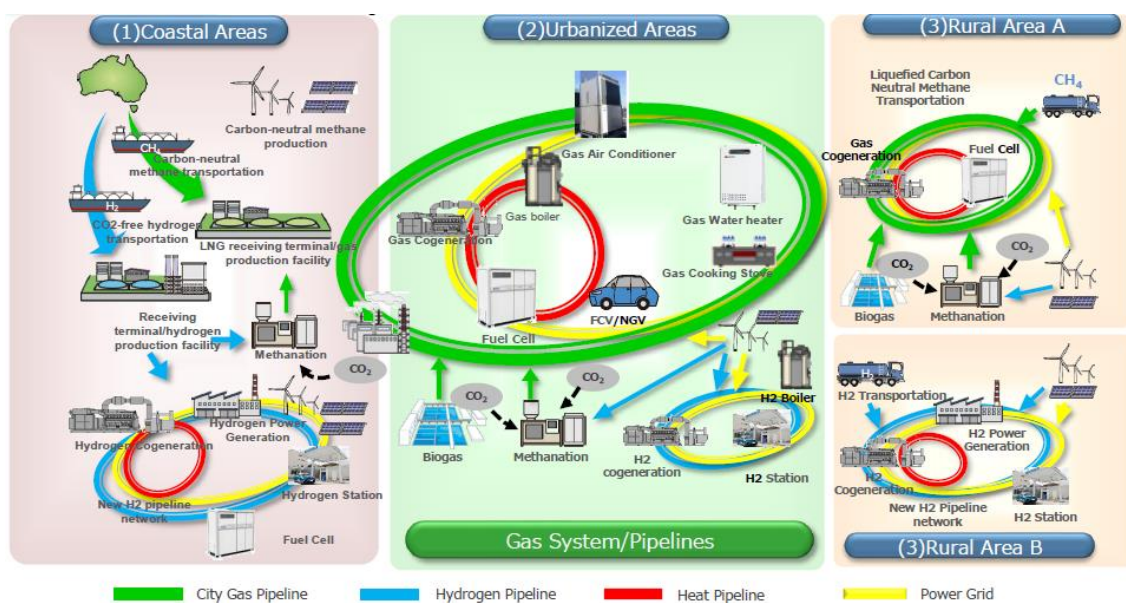 (1)Coastal Areas
Carbon-neutral methane
production
CH₄
Carbon-neutral
methane transportation
H₂
CO2-free hydrogen
transportation
LNG receiving terminal/gas
production facility
Receiving
terminal/hydrogen
production facility
Methanation
CO₂
Hydrogen Power
Generation
Hydrogen Cogeneration
Hydrogen Station
New H2 pipeline
network
Fuel Cell
(2)Urbanized Areas
Gas Air Conditioner
Gas boiler
Gas Water heater
Gas Cogeneration
Gas Cooking Stove
FCV/NGV
Fuel Cell
CO₂
CO₂
Biogas
Methanation
H2 Boiler
H2
cogeneration
H2 Station
Gas System/Pipelines
(3)Rural Area A
Liquefied Carbon
Neutral Methane
Transportation
CH₄
Gas
Cogeneration
Fuel Cell
CO₂
CO₂
Biogas
Methanation
H₂
H2 Transportation
H2 Power
Generation
H2
Cogeneration
New H2 Pipeline
network
H2 Station
(3)Rural Area B
City Gas Pipeline
Hydrogen Pipeline
Heat Pipeline
Power Grid